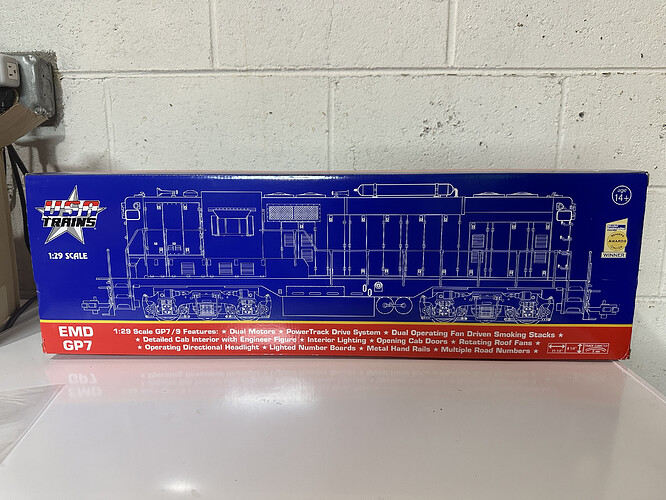 USA
TRAINS
1:29 SCALE
age
14+
AWARDS
WINNER
EMD
GP7
1:29 Scale GP7/9 Features: ★ Dual Motors ★ PowerTrack Drive System ★ Dual Operating Fan Driven Smoking Stacks ★
★ Detailed Cab Interior with Engineer Figure ★ Interior Lighting ★ Opening Cab Doors ★ Rotating Roof Fans ★
★ Operating Directional Headlight ★ Lighted Number Boards ★ Metal Hand Rails ★ Multiple Road Numbers ★